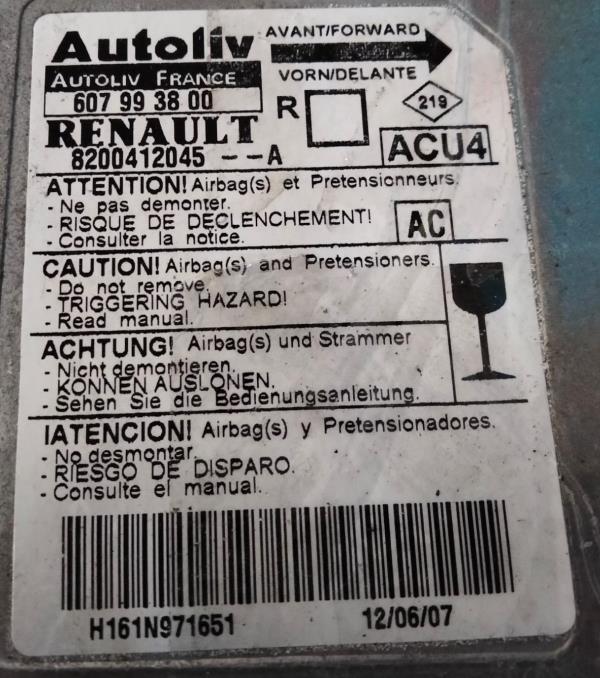 Autoliv
AVANT/FORWARD
AUTOLIV FRANCE
VORN/DELANTE
607 99 38 00
R
219
RENAULT
8200412045 --A
ACU4
ATTENTION! Airbag(s) et Pretensionneurs.
- Ne pas demonter.
- RISQUE DE DECLENCHEMENT!
- Consulter la notice.
AC
CAUTION! Airbag(s) and Pretensioners.
- Do not remove.
- TRIGGERING HAZARD!
- Read manual.
ACHTUNG! Airbag(s) und Strammer
- Nicht demontieren.
- KONNEN AUSLONEN.
- Sehen Sie die Bedienungsanleitung.
IATENCION! Airbag(s) y Pretensionadores.
- No desmontar.
- RIESGO DE DISPARO.
- Consulte el manual.
H161N971651
12/06/07